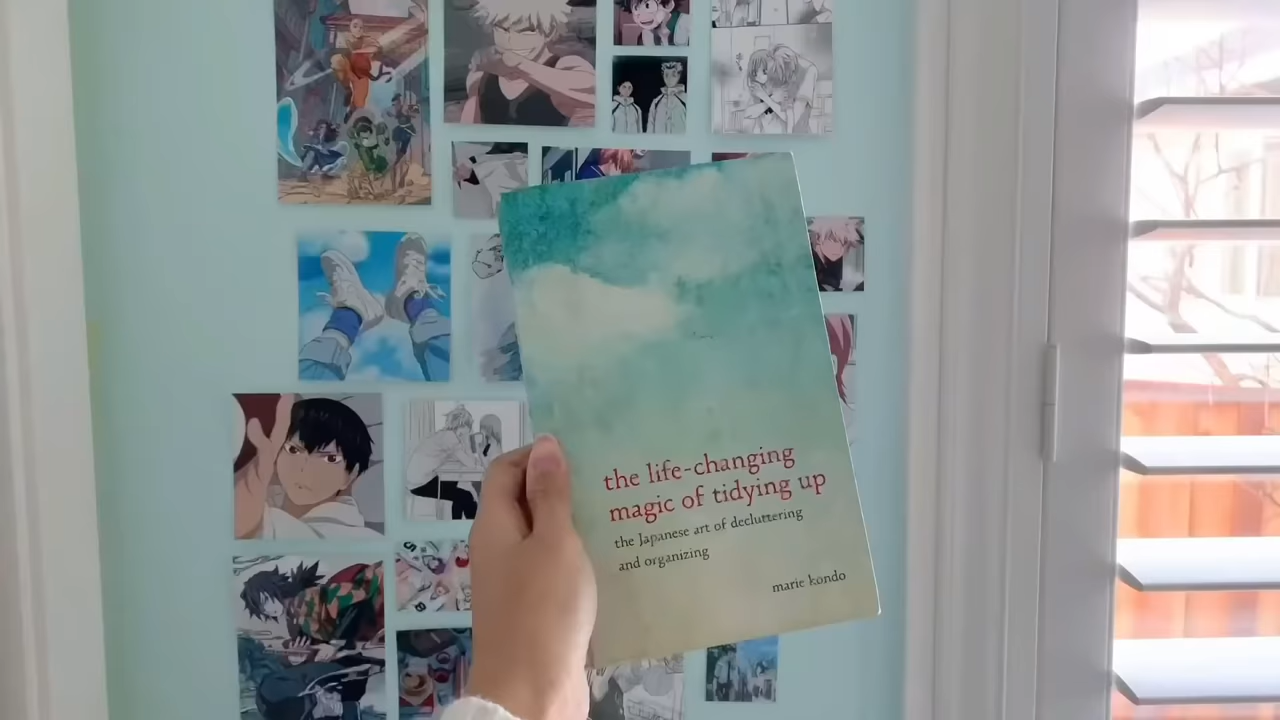 the life-changing
magic of tidying up
the Japanese art of decluttering
and organizing
marie kondo